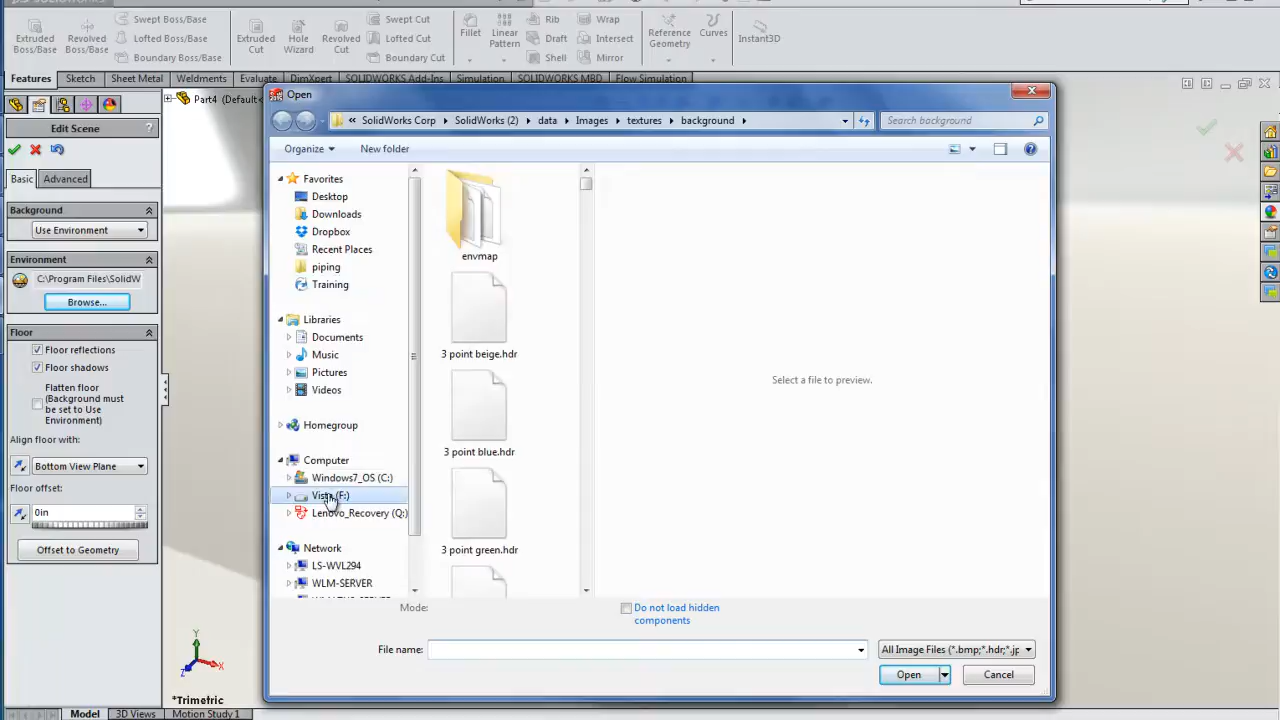 SOLIDWORKS
Extruded
Boss/Base
Revolved
Boss/Base
Swept Boss/Base
Lofted Boss/Base
Boundary Boss/Base
Extruded
Cut
Hole
Wizard
Revolved
Cut
Swept Cut
Lofted Cut
Boundary Cut
Fillet
Linear
Pattern
Rib
Draft
Shell
Wrap
Intersect
Mirror
Reference
Geometry
Curves
Instant3D
Features
Sketch
Sheet Metal
Weldments
Evaluate
DimXpert
SOLIDWORKS Add-Ins
Simulation
SOLIDWORKS MBD
Flow Simulation
Part4 (Default<
Edit Scene
?
Basic
Advanced
Background
Use Environment
Environment
C:\Program Files\SolidW
Browse...
Floor
Floor reflections
Floor shadows
Flatten floor
(Background must
be set to Use
Environment)
Align floor with:
Bottom View Plane
Floor offset:
0in
Offset to Geometry
Open
« SolidWorks Corp
SolidWorks (2)
data
Images
textures
background
Search background
Organize
New folder
Favorites
Desktop
Downloads
Dropbox
Recent Places
piping
Training
Libraries
Documents
Music
Pictures
Videos
Homegroup
Computer
Windows7_OS (C:)
Vista (F:)
Lenovo_Recovery (Q:)
Network
LS-WVL294
WLM-SERVER
envmap
3 point beige.hdr
3 point blue.hdr
3 point green.hdr
Select a file to preview.
Mode:
Do not load hidden
components
File name:
All Image Files (*.bmp;*.hdr;*.jp
Open
Cancel
Y
X
Z
*Trimetric
Model
3D Views
Motion Study 1